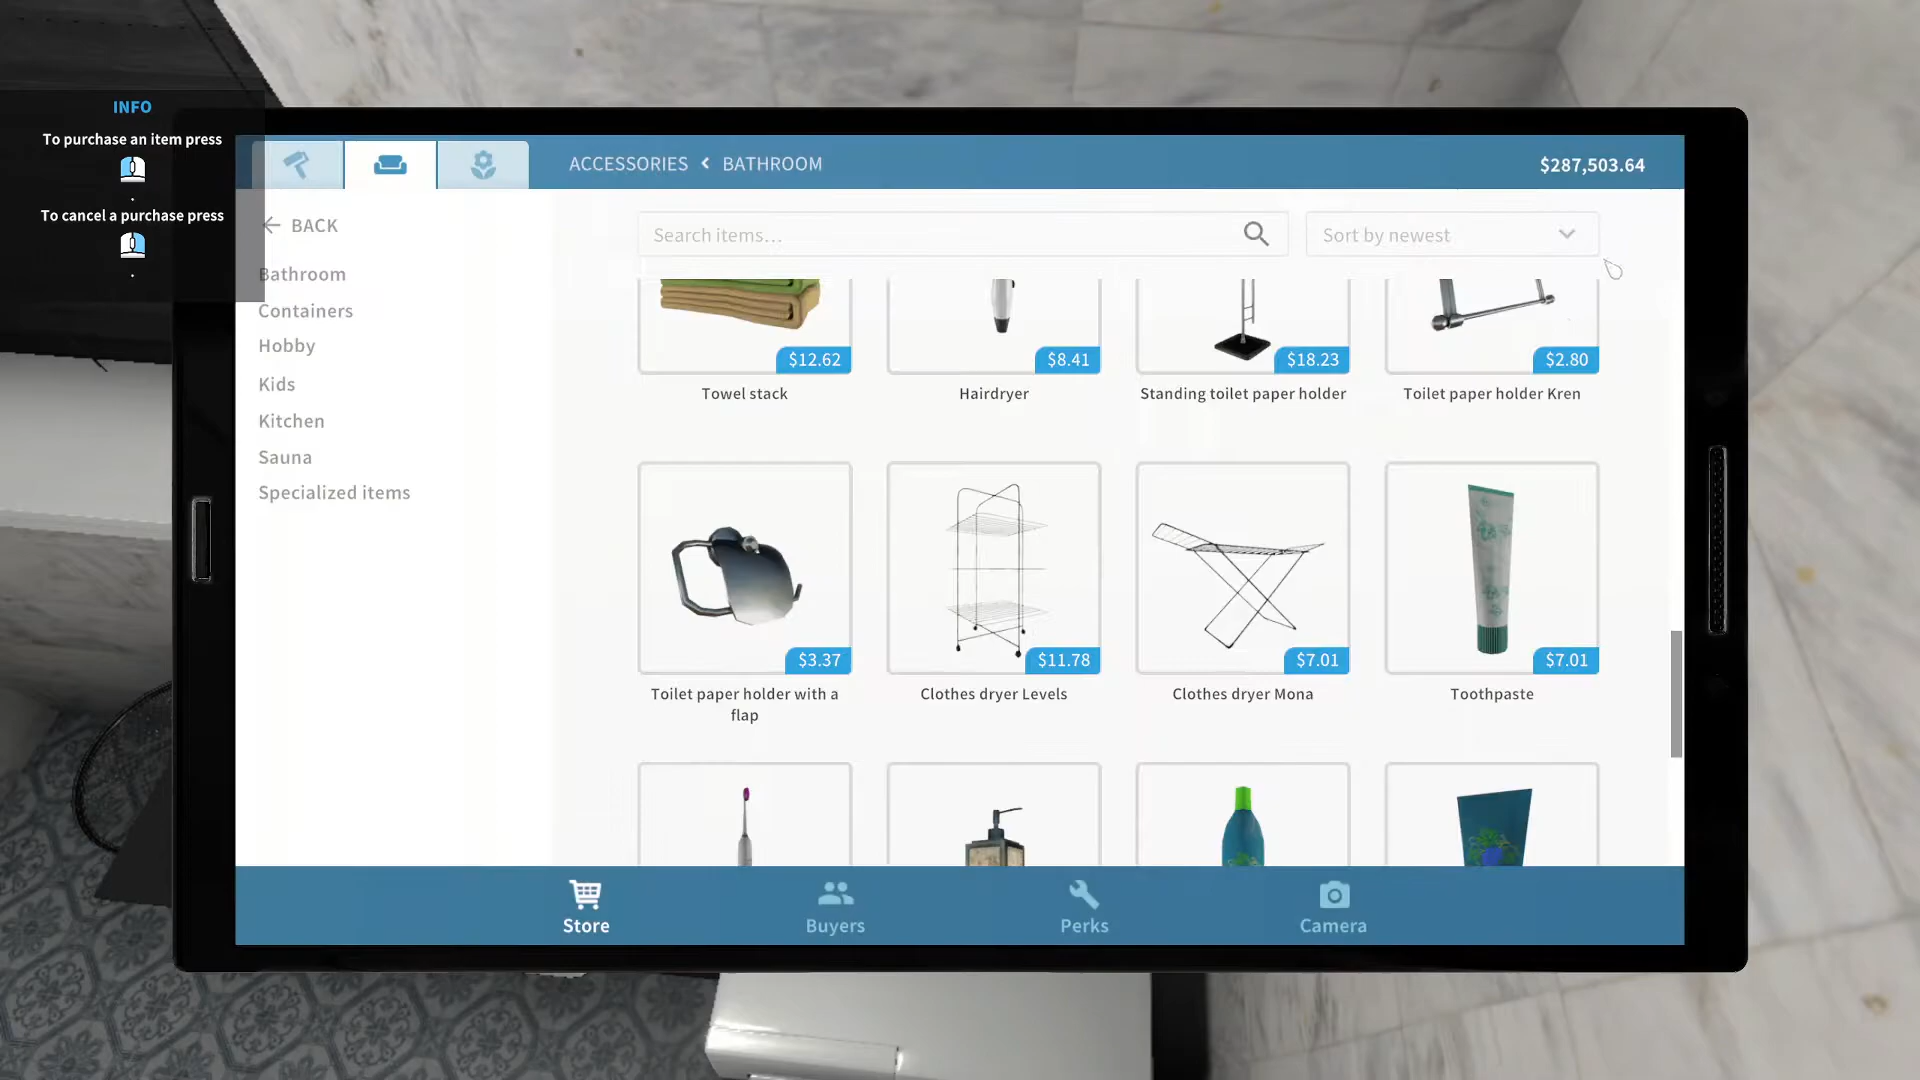 INFO
To purchase an item press
.
To cancel a purchase press
.
ACCESSORIES < BATHROOM
$287,503.64
BACK
Bathroom
Containers
Hobby
Kids
Kitchen
Sauna
Specialized items
Search items...
Sort by newest
$12.62
$8.41
$18.23
$2.80
Towel stack
Hairdryer
Standing toilet paper holder
Toilet paper holder Kren
$3.37
$11.78
$7.01
$7.01
Toilet paper holder with a
flap
Clothes dryer Levels
Clothes dryer Mona
Toothpaste
Store
Buyers
Perks
Camera